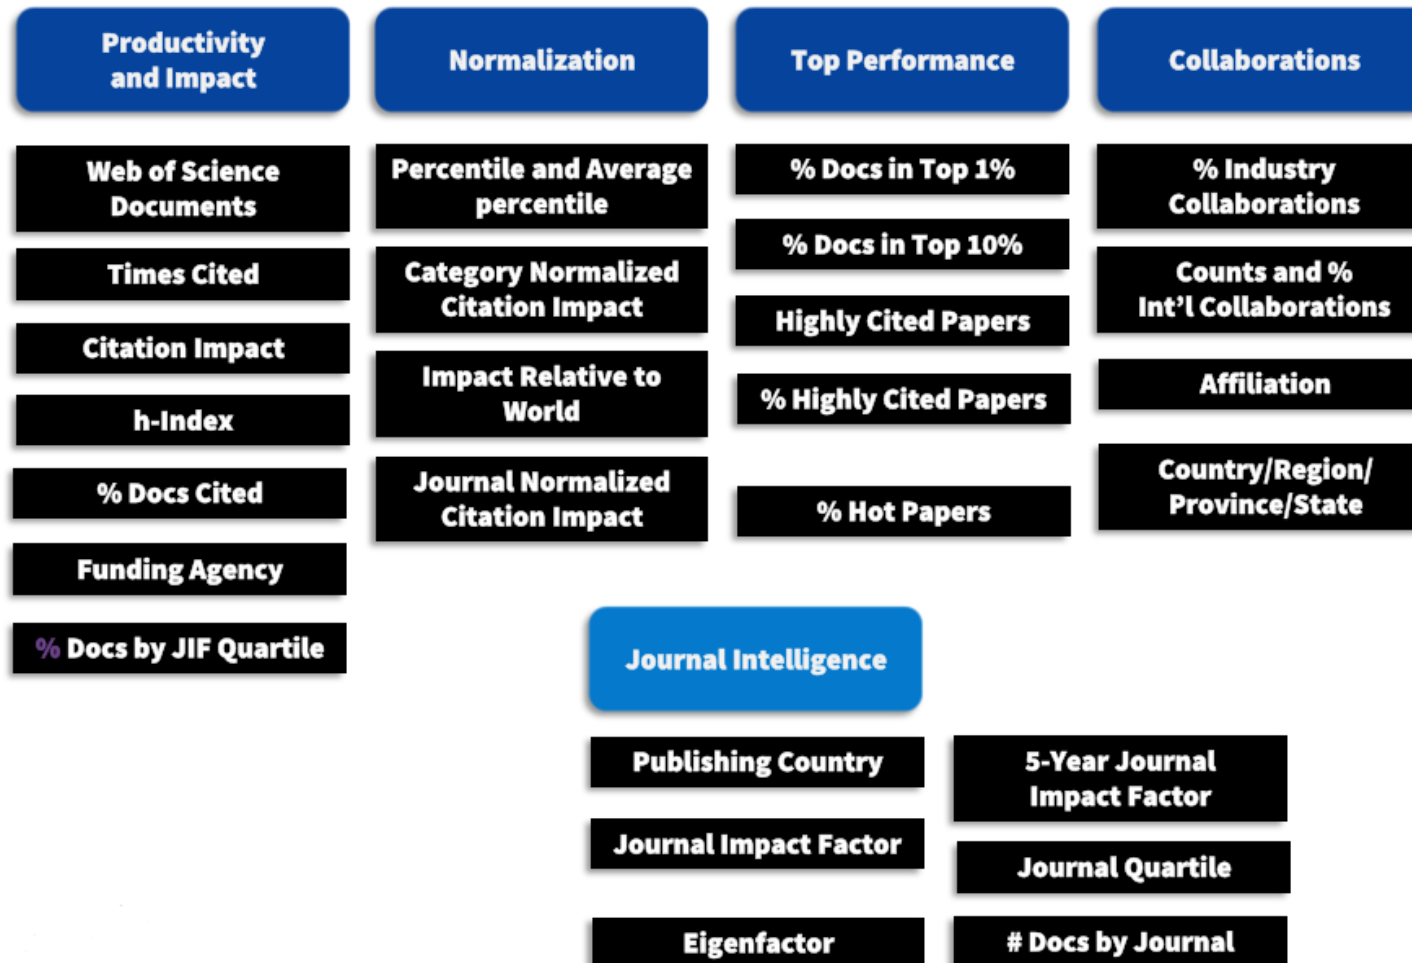 Productivity
and Impact
Web of Science
Documents
Times Cited
Citation Impact
h-Index
% Docs Cited
Funding Agency
% Docs by JIF Quartile
Normalization
Percentile and Average
percentile
Category Normalized
Citation Impact
Impact Relative to
World
Journal Normalized
Citation Impact
Top Performance
% Docs in Top 1%
% Docs in Top 10%
Highly Cited Papers
% Highly Cited Papers
% Hot Papers
Collaborations
% Industry
Collaborations
Counts and %
Int'l Collaborations
Affiliation
Country/Region/
Province/State
Journal Intelligence
Publishing Country
Journal Impact Factor
Eigenfactor
5-Year Journal
Impact Factor
Journal Quartile
# Docs by Journal